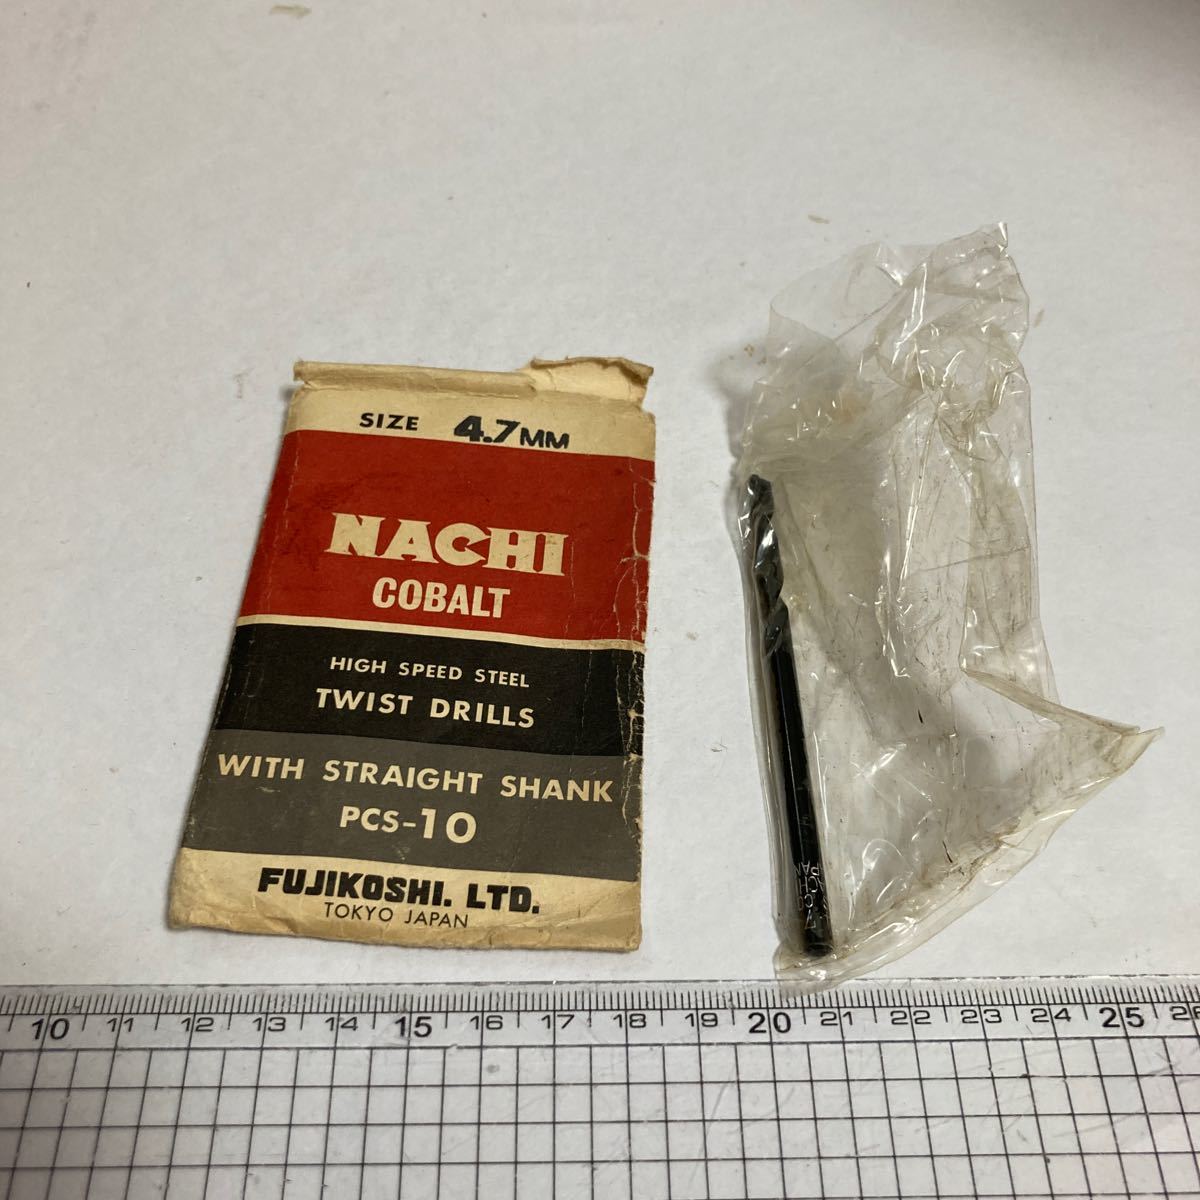 SIZE 4.7MM
NACHI
COBALT
HIGH SPEED STEEL
TWIST DRILLS
WITH STRAIGHT SHANK
PCS-10
FUJIKOSHI. LTD.
TOKYO JAPAN
10 11 12 13 14 15 16 17 18 19 20 21 22 23 24 25 26